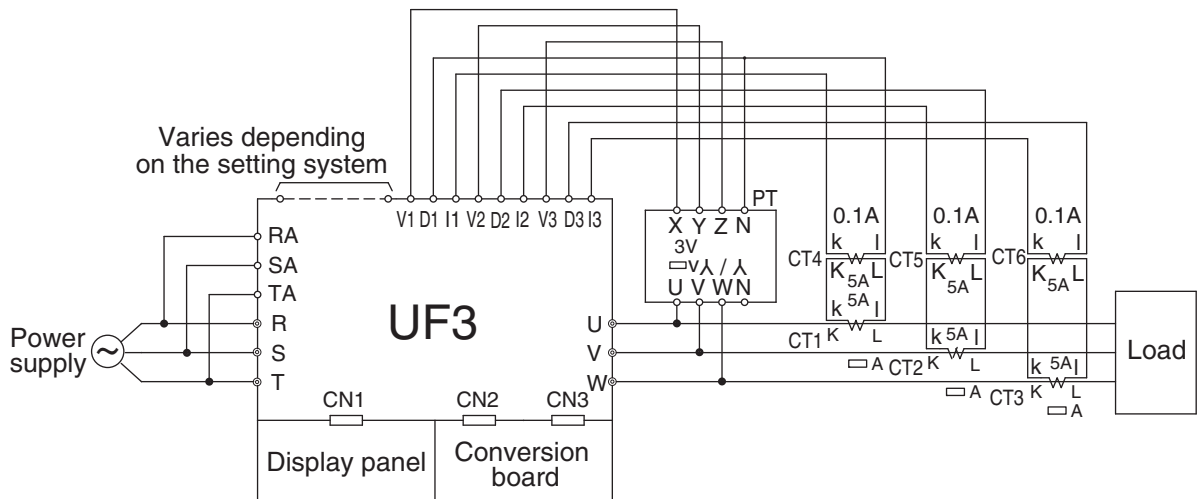 Varies depending
on the setting system
V1 D1 I1 V2 D2 I2 V3 D3 I3
PT
X Y Z N
3V
V
/
U V W N
0.1A
0.1A
0.1A
k l
k l
k l
CT4
CT5
CT6
K 5A L
K 5A L
K 5A L
RA
SA
TA
R
S
T
Power
supply
~
UF3
U
V
W
5A
k l
CT1 K L
A
k 5A l
CT2 K L
A
k 5A l
CT3 K L
A
Load
CN1
CN2
CN3
Display panel
Conversion
board